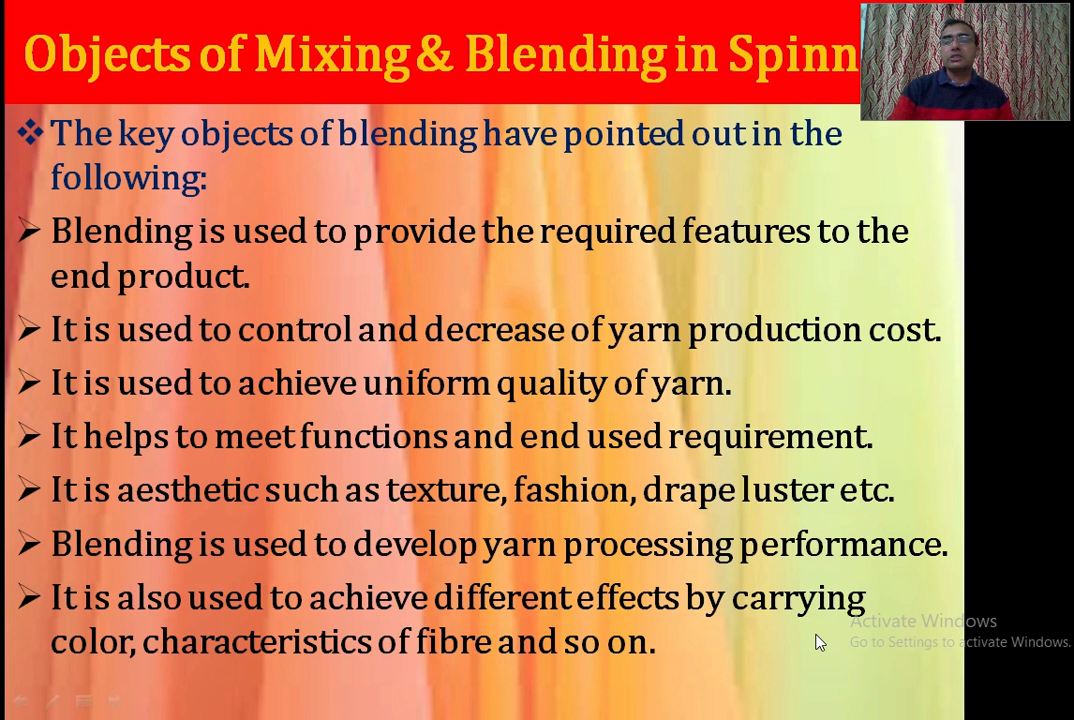 Objects of Mixing & Blending in Spinn
The key objects of blending have pointed out in the
following:
Blending is used to provide the required features to the
end product.
It is used to control and decrease of yarn production cost.
It is used to achieve uniform quality of yarn.
It helps to meet functions and end used requirement.
It is aesthetic such as texture, fashion, drape luster etc.
Blending is used to develop yarn processing performance.
It is also used to achieve different effects by carrying
color, characteristics of fibre and so on.
Activate Windows
Go to Settings to activate Windows.